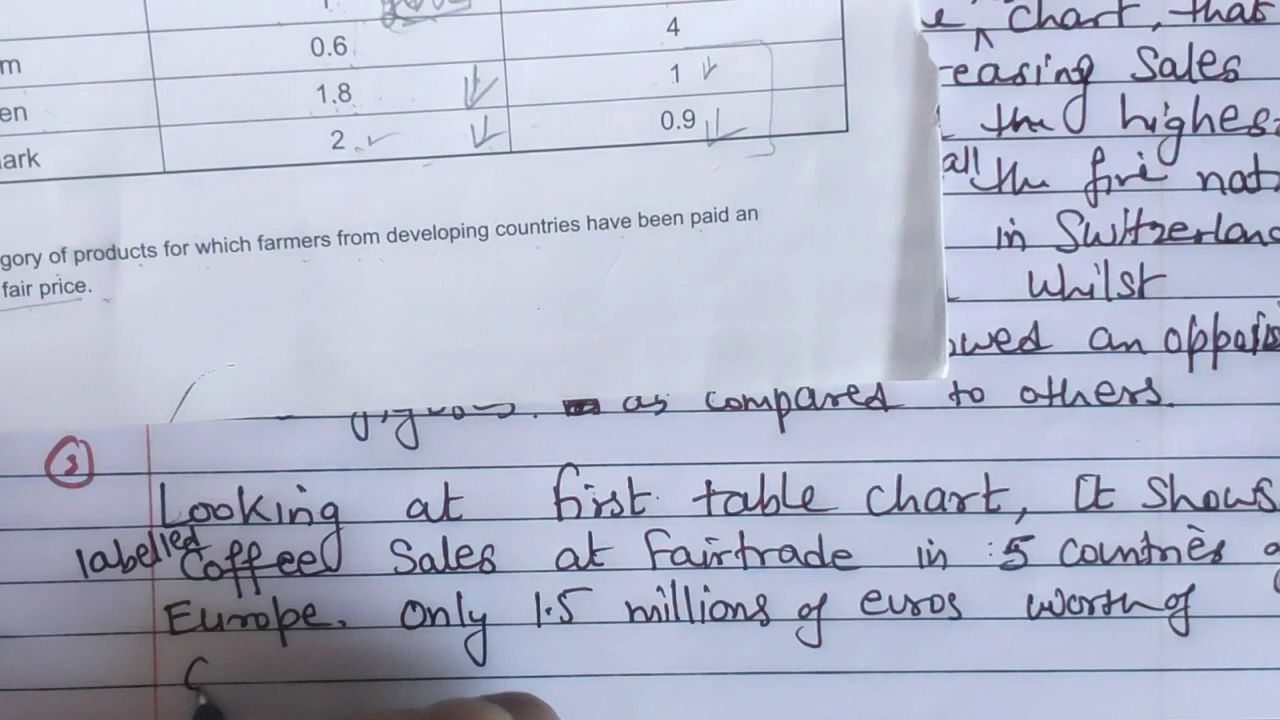 0.6 4
m
1.8 1
en
2 0.9
ark
gory of products for which farmers from developing countries have been paid an
fair price.
chart, that
easing Sales
the highes
all the five nat
in Switzerland
Whilst
owed an opposi
as compared to others.
3
Looking at first table chart, It shows
labelled Coffee Sales at Fairtrade in 5 countries
Europe. Only 1.5 millions of euros worth of